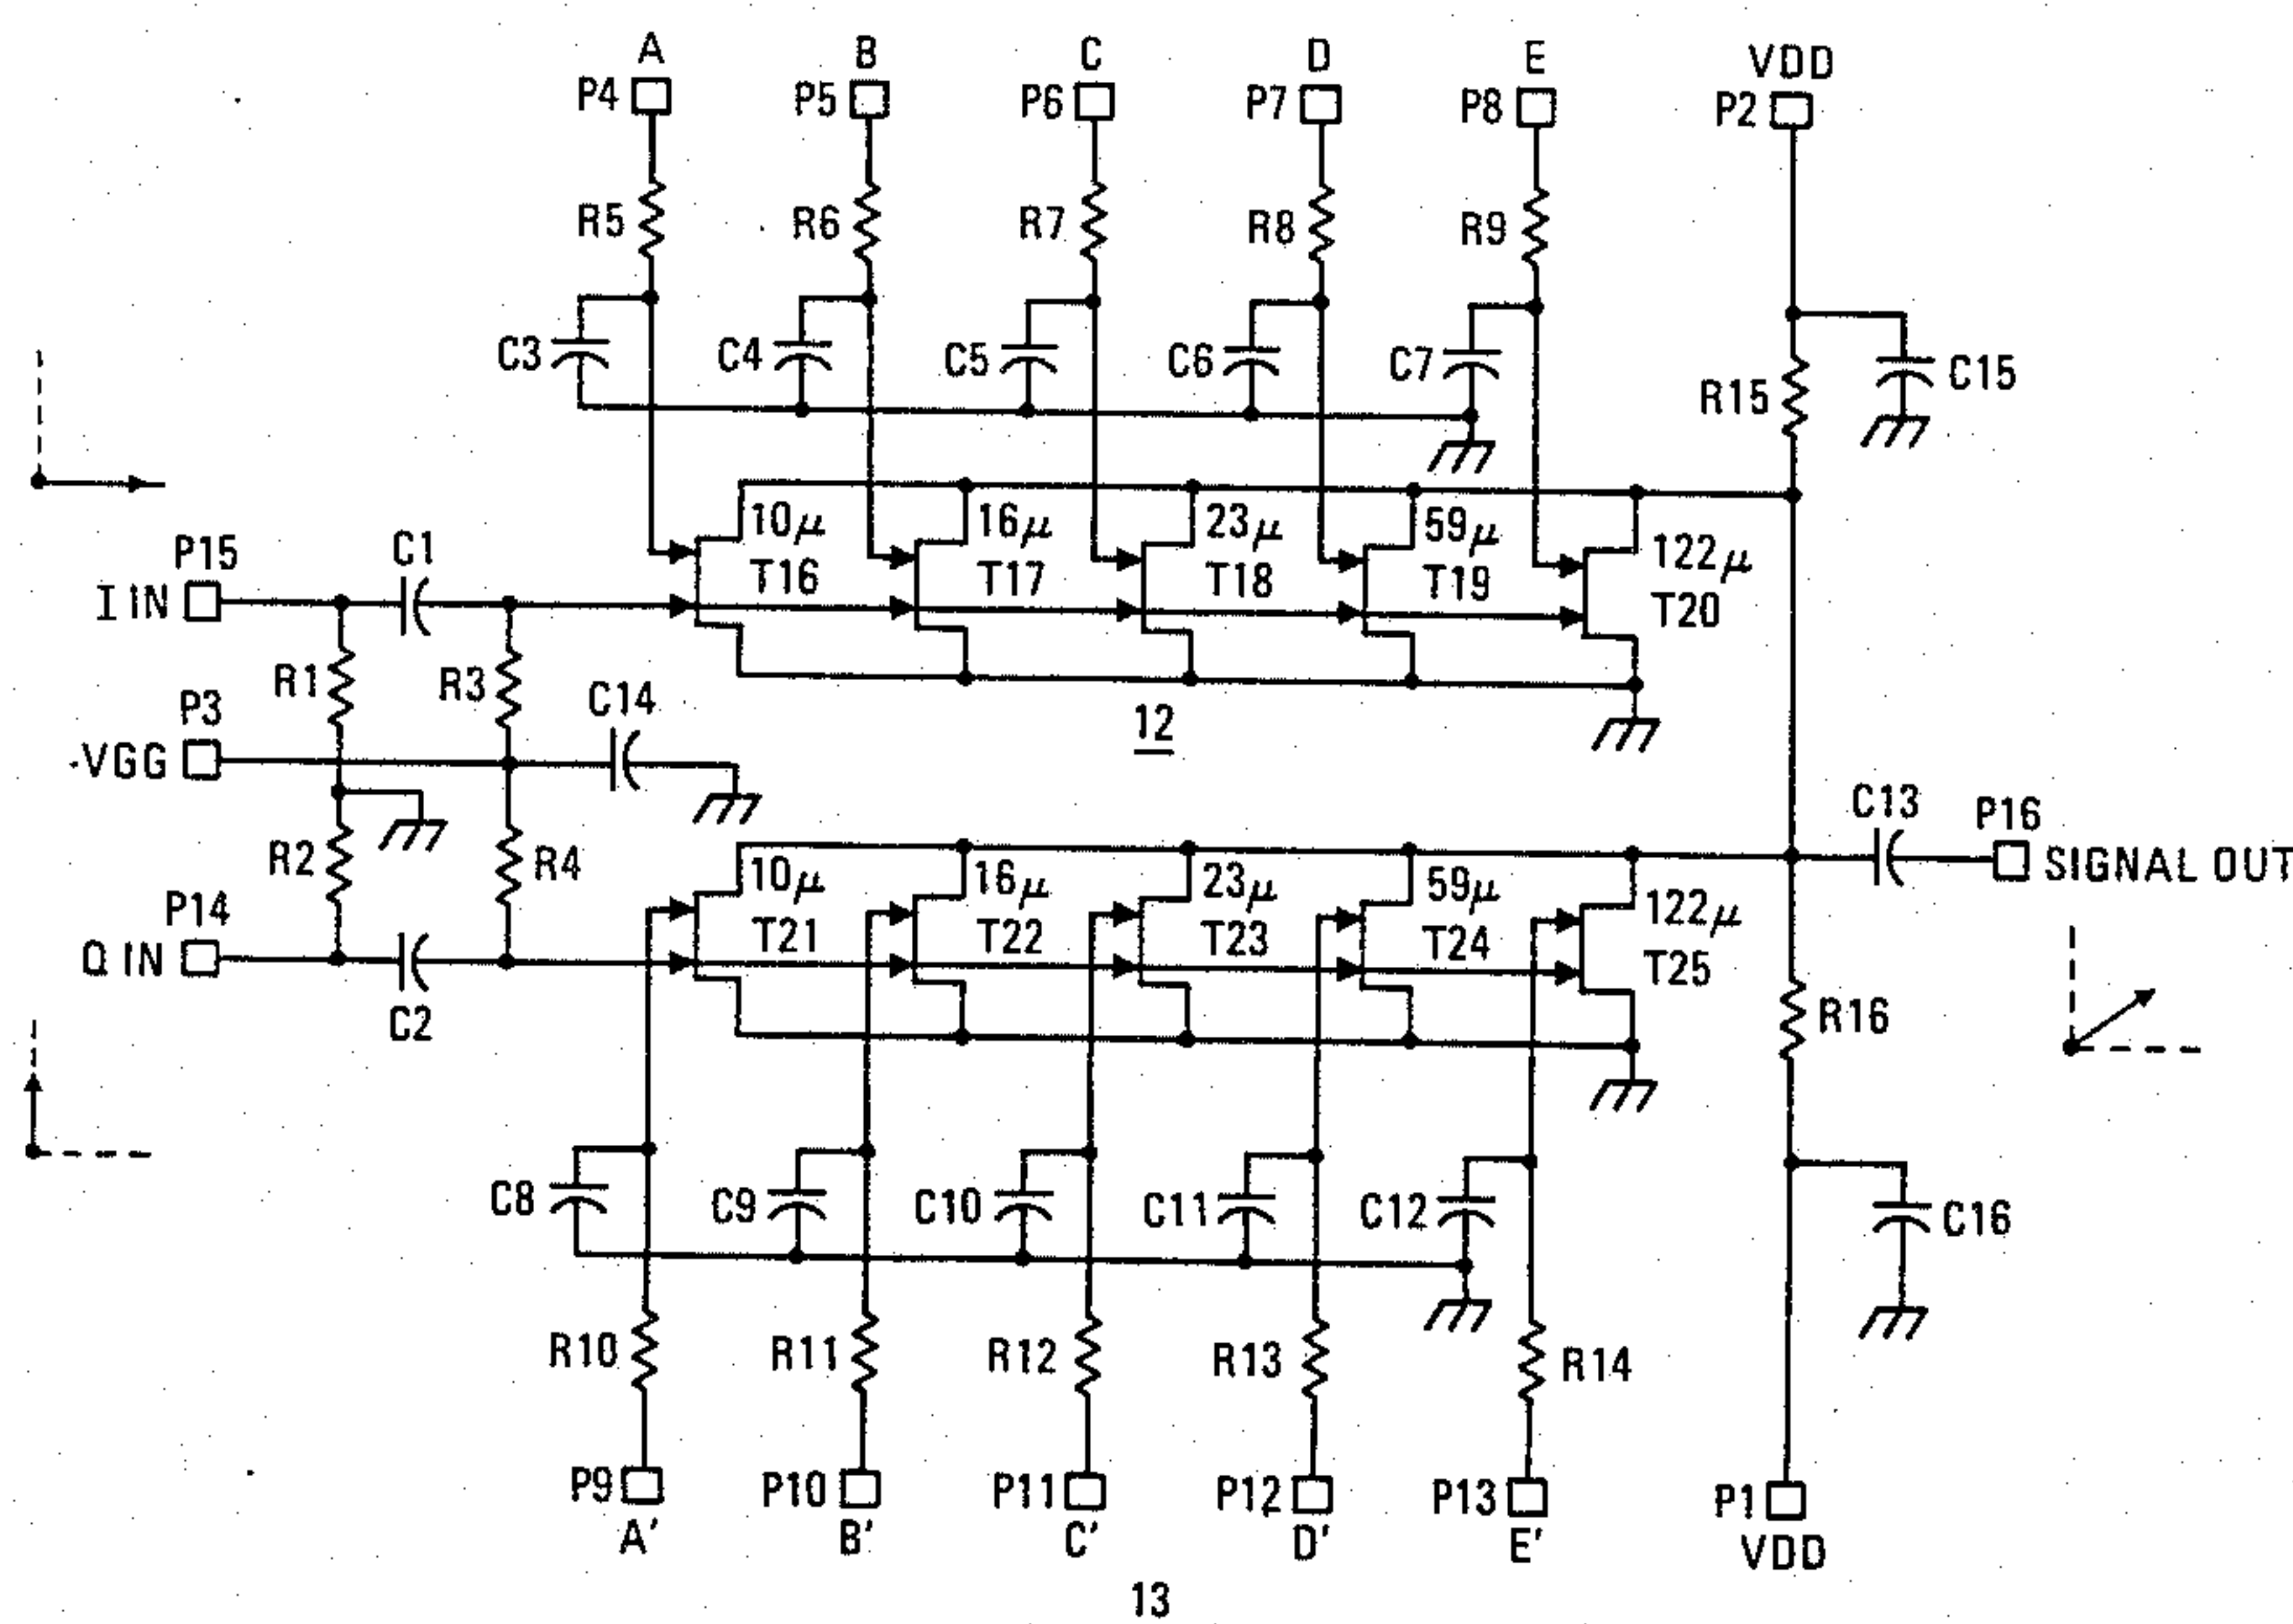 A B C D E VDD
P4 P5 P6 P7 P8 P2
R5 R6 R7 R8 R9
C3 C4 C5 C6 C7 R15 C15
10μ 16μ 23μ 59μ 122μ
T16 T17 T18 T19 T20
P15 C1
I IN
R1 R3
P3 C14
-VGG
12
C13 P16
SIGNAL OUT
R2 R4
P14
Q IN
C2
10μ 16μ 23μ 59μ 122μ
T21 T22 T23 T24 T25
R16
C8 C9 C10 C11 C12 C16
R10 R11 R12 R13 R14
P9 P10 P11 P12 P13 P1
A' B' C' D' E' VDD
13